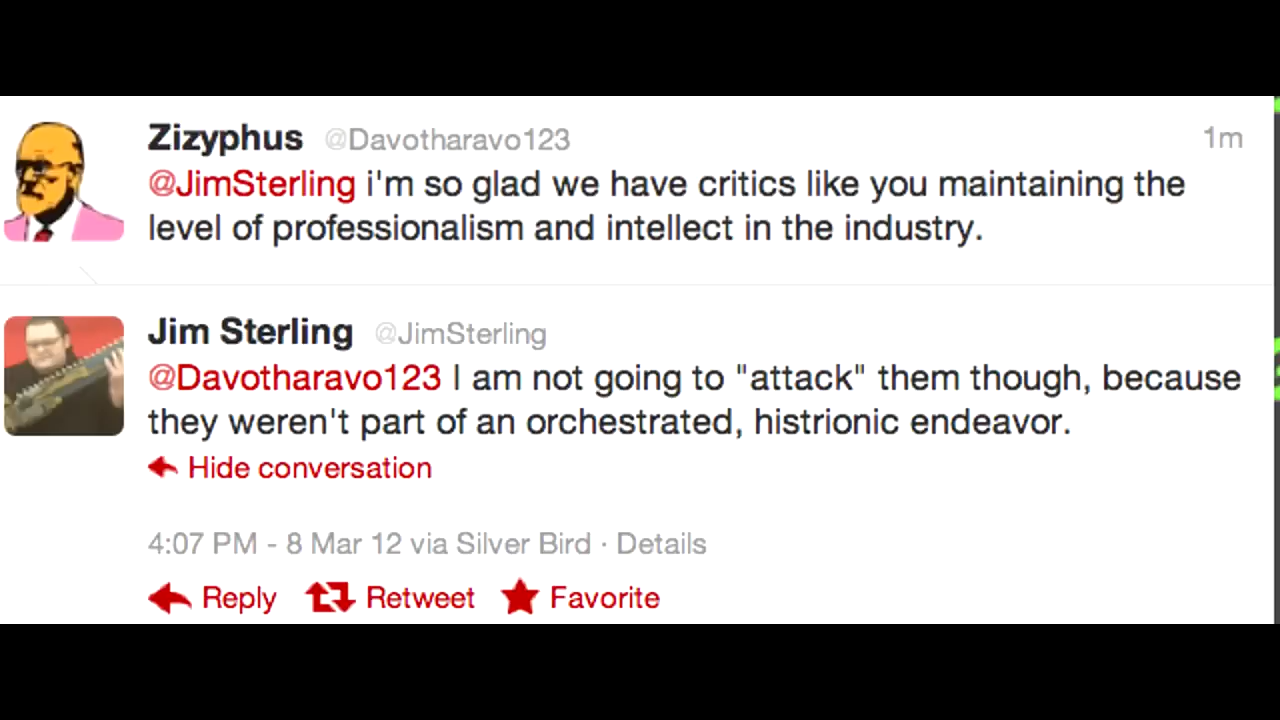 Zizyphus @Davotharavo123 1m
@JimSterling i'm so glad we have critics like you maintaining the
level of professionalism and intellect in the industry.
Jim Sterling @JimSterling
@Davotharavo123 I am not going to "attack" them though, because
they weren't part of an orchestrated, histrionic endeavor.
Hide conversation
4:07 PM - 8 Mar 12 via Silver Bird · Details
Reply Retweet Favorite